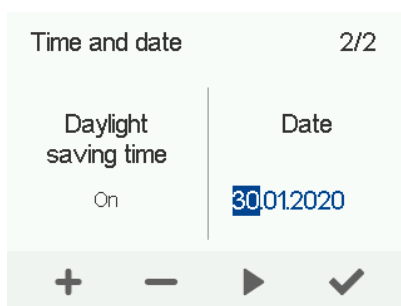 Time and date 2/2
Daylight
saving time
On
Date
30.01.2020